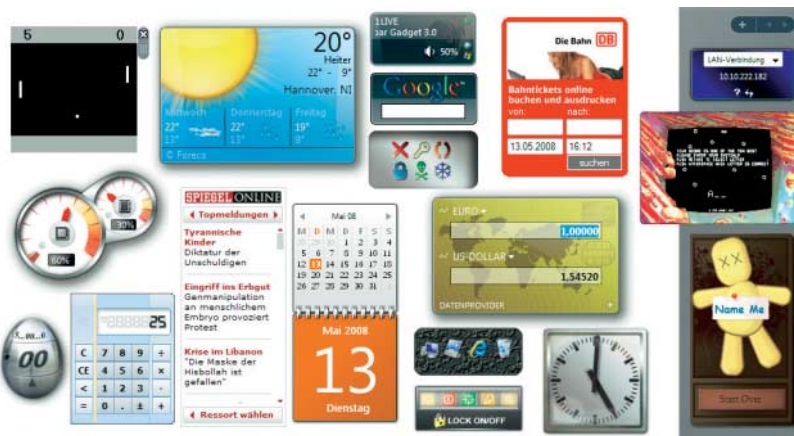 5 0
20°
Heiter
22° - 9°
Hannover, NI
Mittwoch Donnerstag Freitag
22° 22° 19°
13° 13° 9°
© Foreca
1LIVE
bar Gadget 3.0
50%
Google
Die Bahn DB
Bahntickets online
buchen und ausdrucken
von: nach:
13.05.2008 16:12
suchen
LAN-Verbindung
10.10.222.182
60%
30%
SPIEGEL ONLINE
Topmeldungen
Tyrannische
Kinder
Diktatur der
Unschuldigen
Eingriff ins Erbgut
Genmanipulation
an menschlichem
Embryo provoziert
Protest
Krise im Libanon
"Die Maske der
Hisbollah ist
gefallen"
Ressort wählen
Mai 08
M D M D F S S
28 29 30 1 2 3 4
5 6 7 8 9 10 11
12 13 14 15 16 17 18
19 20 21 22 23 24 25
26 27 28 29 30 31
Mai 2008
13
Dienstag
EURO
1,00000
US-DOLLAR
1,54520
DATENPROVIDER
00
25
C 7 8 9 ÷
CE 4 5 6 x
< 1 2 3 -
= 0 . ± +
LOCK ON/OFF
Name Me
Start Over